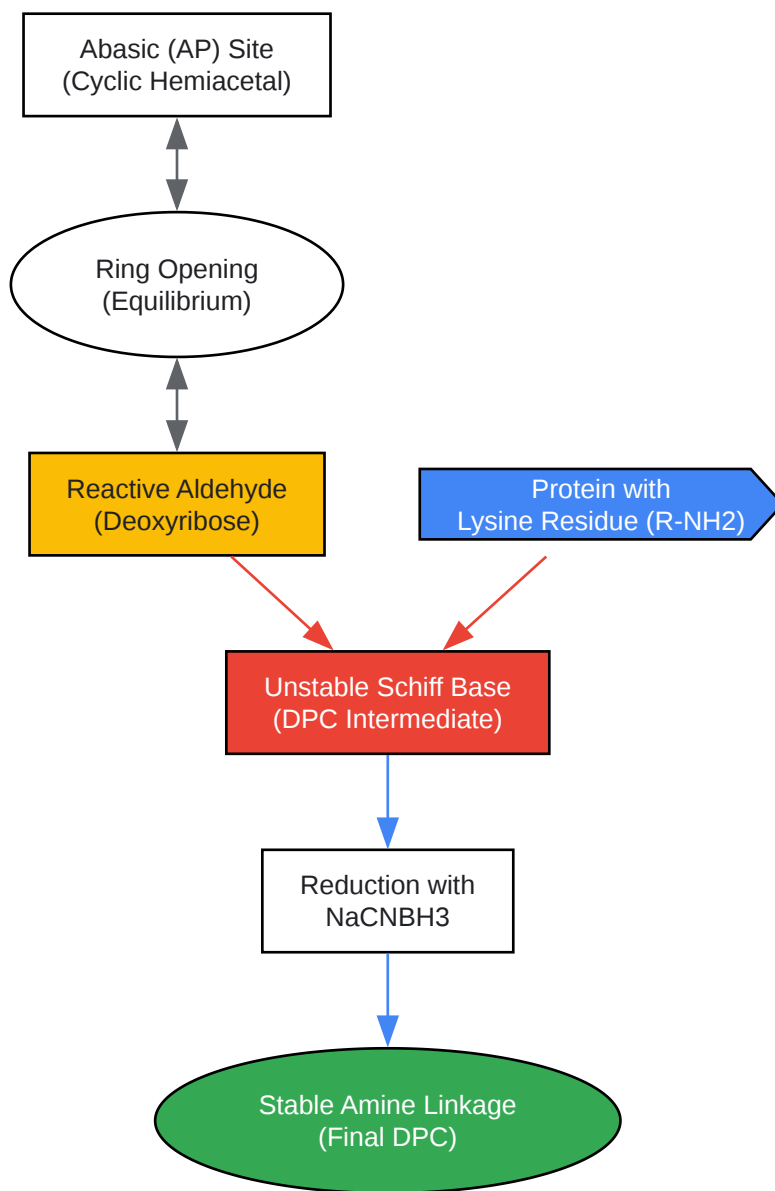 Abasic (AP) Site
(Cyclic Hemiacetal)
Ring Opening
(Equilibrium)
Reactive Aldehyde
(Deoxyribose)
Protein with
Lysine Residue (R-NH2)
Unstable Schiff Base
(DPC Intermediate)
Reduction with
NaCNBH3
Stable Amine Linkage
(Final DPC)